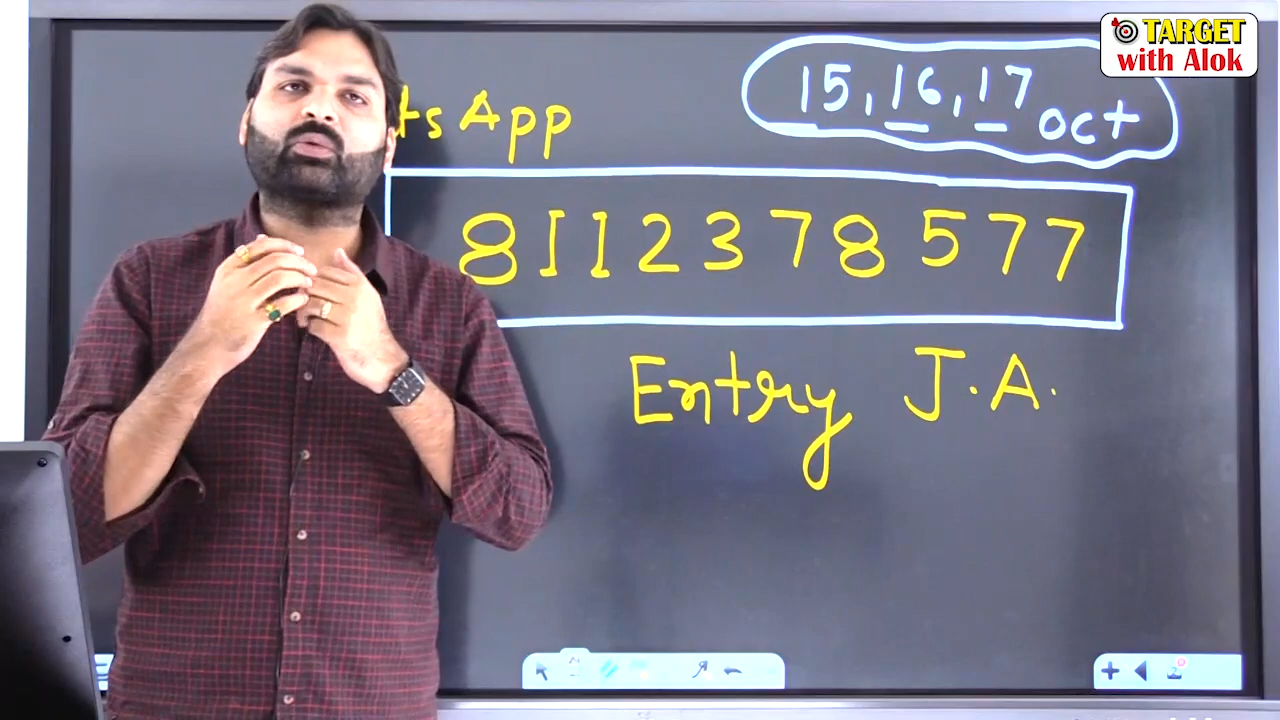 TARGET
with Alok
15, 16, 17 oct
ts App
8112378577
Entry J.A.